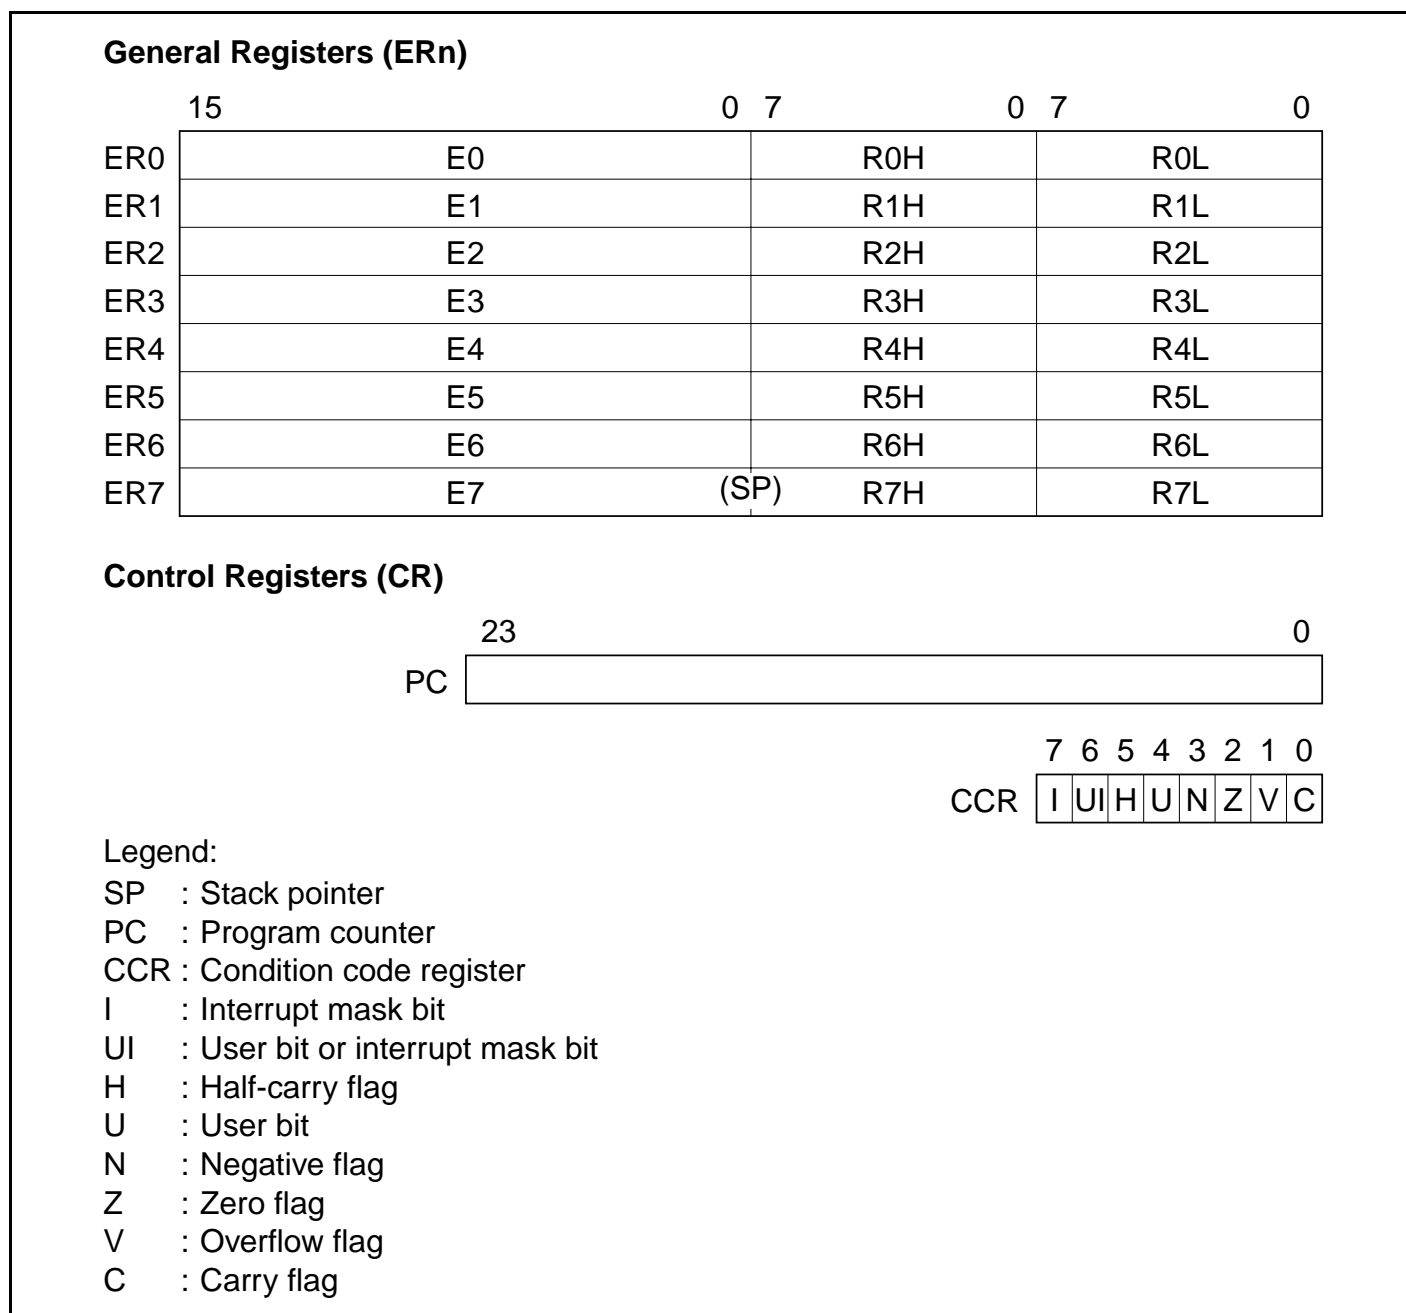 General Registers (ERn)
15 0 7 0 7 0
ER0 E0 R0H R0L
ER1 E1 R1H R1L
ER2 E2 R2H R2L
ER3 E3 R3H R3L
ER4 E4 R4H R4L
ER5 E5 R5H R5L
ER6 E6 R6H R6L
ER7 E7 (SP) R7H R7L
Control Registers (CR)
23 0
PC
7 6 5 4 3 2 1 0
CCR I UI H U N Z V C
Legend:
SP : Stack pointer
PC : Program counter
CCR : Condition code register
I : Interrupt mask bit
UI : User bit or interrupt mask bit
H : Half-carry flag
U : User bit
N : Negative flag
Z : Zero flag
V : Overflow flag
C : Carry flag